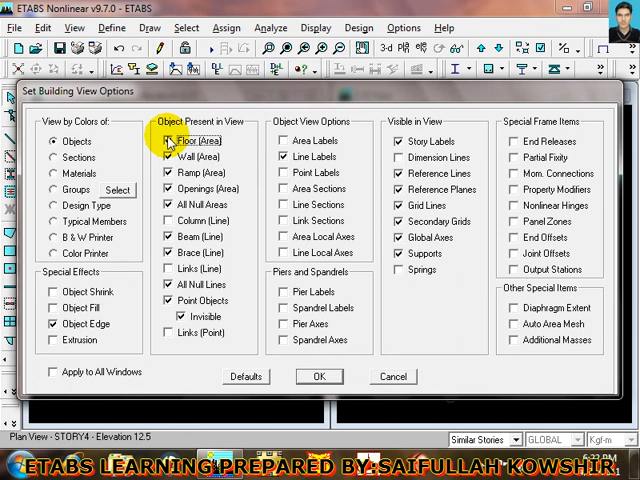 ETABS Nonlinear v9.7.0 - ETABS
File Edit View Define Draw Select Assign Analyze Display Design Options Help
3-d
Set Building View Options
View by Colors of:
Objects
Sections
Materials
Groups Select
Design Type
Typical Members
B & W Printer
Color Printer
Special Effects
Object Shrink
Object Fill
Object Edge
Extrusion
Apply to All Windows
Object Present in View
Floor (Area)
Wall (Area)
Ramp (Area)
Openings (Area)
All Null Areas
Column (Line)
Beam (Line)
Brace (Line)
Links (Line)
All Null Lines
Point Objects
Invisible
Links (Point)
Object View Options
Area Labels
Line Labels
Point Labels
Area Sections
Line Sections
Link Sections
Area Local Axes
Line Local Axes
Piers and Spandrels
Pier Labels
Spandrel Labels
Pier Axes
Spandrel Axes
Visible in View
Story Labels
Dimension Lines
Reference Lines
Reference Planes
Grid Lines
Secondary Grids
Global Axes
Supports
Springs
Special Frame Items
End Releases
Partial Fixity
Mom. Connections
Property Modifiers
Nonlinear Hinges
Panel Zones
End Offsets
Joint Offsets
Output Stations
Other Special Items
Diaphragm Extent
Auto Area Mesh
Additional Masses
Defaults OK Cancel
Plan View - STORY4 - Elevation 12.5 Similar Stories GLOBAL Kgf-m
ETABS LEARNING PREPARED BY:SAIFULLAH KOWSHIR